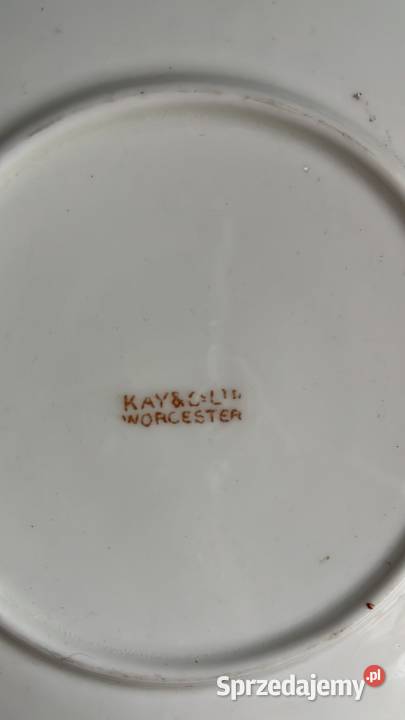 KAY & Co LTD
WORCESTER
Sprzedajemy.pl